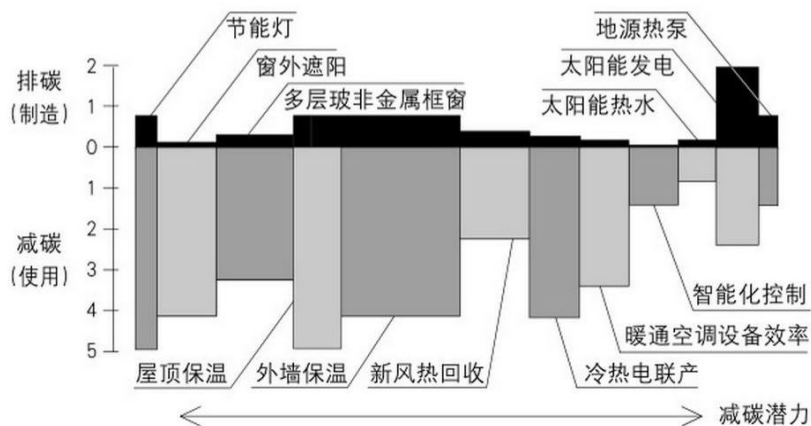 节能灯
地源热泵
排碳
(制造)
2
窗外遮阳
太阳能发电
1
多层玻非金属框窗
太阳能热水
0
1
减碳
(使用)
2
3
智能化控制
4
暖通空调设备效率
5
屋顶保温
外墙保温
新风热回收
冷热电联产
减碳潜力